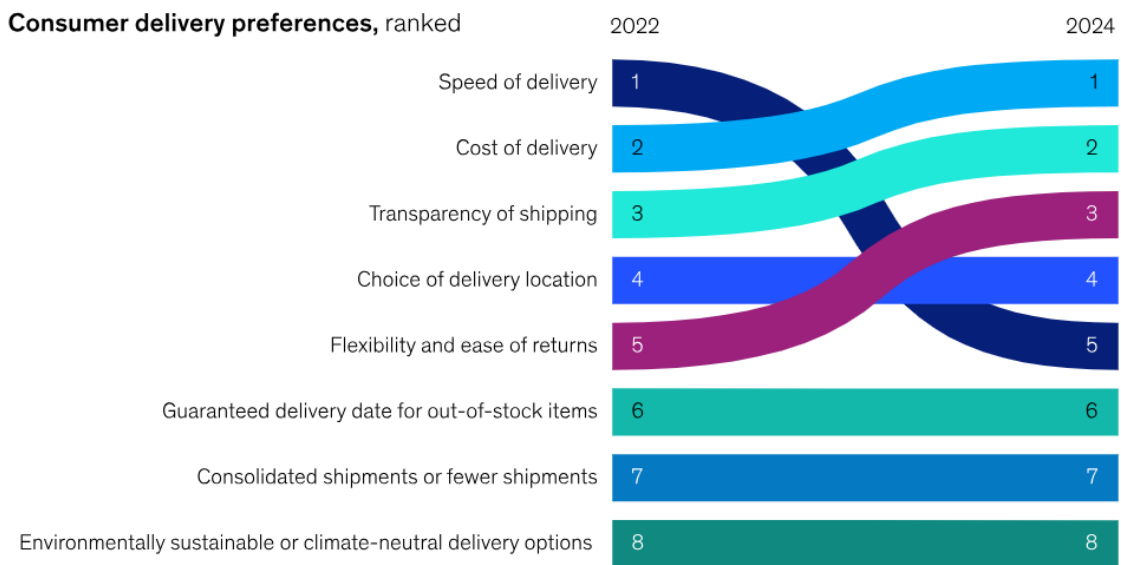 Consumer delivery preferences, ranked 2022 2024
Speed of delivery 1 1
Cost of delivery 2 2
Transparency of shipping 3 3
Choice of delivery location 4 4
Flexibility and ease of returns 5 5
Guaranteed delivery date for out-of-stock items 6 6
Consolidated shipments or fewer shipments 7 7
Environmentally sustainable or climate-neutral delivery options 8 8